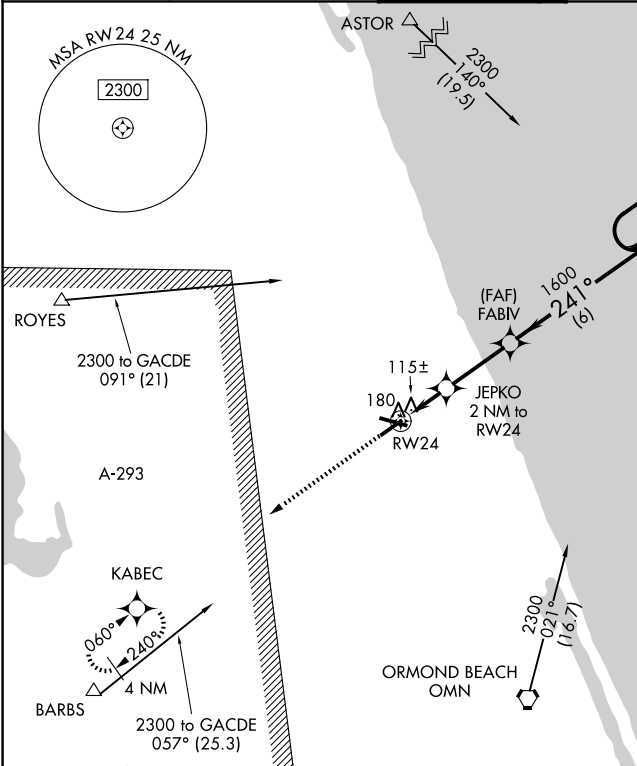 ASTOR
2300
140°
(19.5)
MSA RW 24 25 NM
2300
1600
241°
(6)
(FAF)
FABIV
ROYES
2300 to GACDE
091° (21)
115±
180
JEPKO
2 NM to
RW24
RW24
A-293
KABEC
060°
240°
4 NM
BARBS
2300 to GACDE
057° (25.3)
2300
021°
(16.7)
ORMOND BEACH
OMN